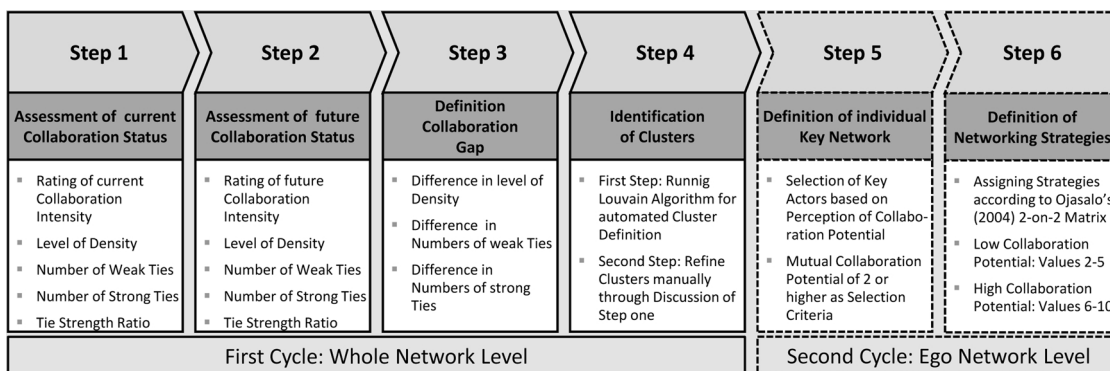 Step 1
Step 2
Step 3
Step 4
Step 5
Step 6
Assessment of current
Collaboration Status
Assessment of future
Collaboration Status
Definition
Collaboration
Gap
Identification
of Clusters
Definition of individual
Key Network
Definition of
Networking Strategies
Rating of current
Collaboration
Intensity
Level of Density
Number of Weak Ties
Number of Strong Ties
Tie Strength Ratio
Rating of future
Collaboration
Intensity
Level of Density
Number of Weak Ties
Number of Strong Ties
Tie Strength Ratio
Difference in level of
Density
Difference in
Numbers of weak Ties
Difference in
Numbers of strong
Ties
First Step: Runnig
Louvain Algorithm for
automated Cluster
Definition
Second Step: Refine
Clusters manually
through Discussion of
Step one
Selection of Key
Actors based on
Perception of Collabo-
ration Potential
Mutual Collaboration
Potential of 2 or
higher as Selection
Criteria
Assigning Strategies
according to Ojasalo's
(2004) 2-on-2 Matrix
Low Collaboration
Potential: Values 2-5
High Collaboration
Potential: Values 6-10
First Cycle: Whole Network Level
Second Cycle: Ego Network Level